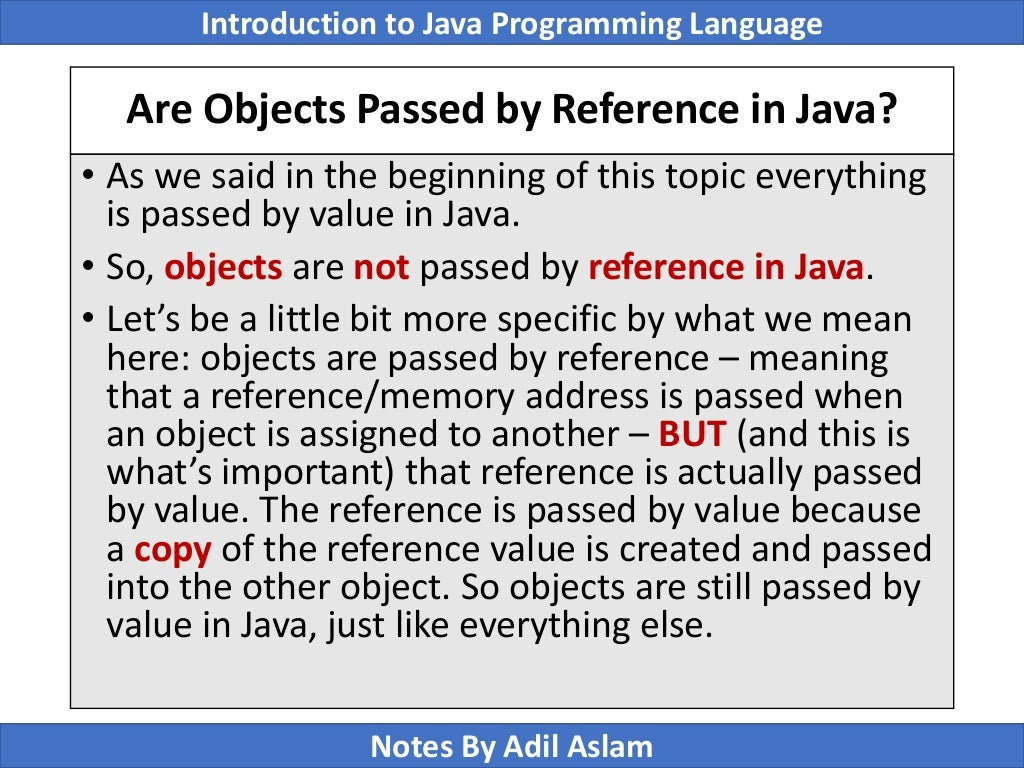 Introduction to Java Programming Language
Are Objects Passed by Reference in Java?
• As we said in the beginning of this topic everything
is passed by value in Java.
• So, objects are not passed by reference in Java.
• Let’s be a little bit more specific by what we mean
here: objects are passed by reference – meaning
that a reference/memory address is passed when
an object is assigned to another – BUT (and this is
what’s important) that reference is actually passed
by value. The reference is passed by value because
a copy of the reference value is created and passed
into the other object. So objects are still passed by
value in Java, just like everything else.
Notes By Adil Aslam